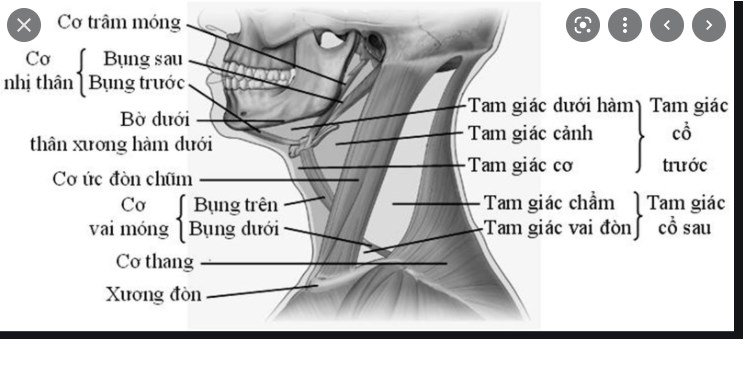 Cơ trâm móng
Cơ
nhị thân
Bụng sau
Bụng trước
Bờ dưới
thân xương hàm dưới
Cơ ức đòn chũm
Cơ
vai móng
Bụng trên
Bụng dưới
Cơ thang
Xương đòn
Tam giác dưới hàm
Tam giác cảnh
Tam giác cơ
Tam giác
cổ
trước
Tam giác chẩm
Tam giác vai đòn
Tam giác
cổ sau